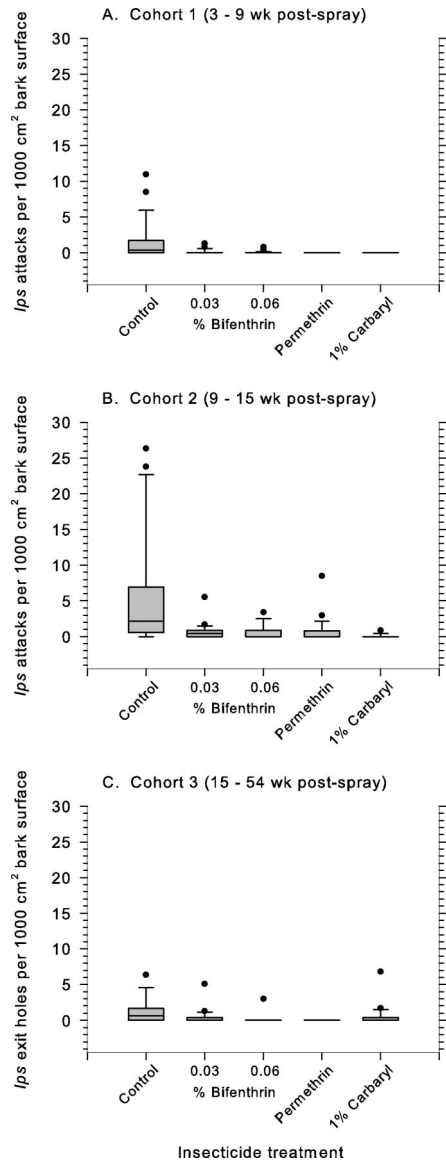 A. Cohort 1 (3 - 9 wk post-spray)
Ips attacks per 1000 cm² bark surface
30
25
20
15
10
5
0
Control
0.03
0.06
% Bifenthrin
Permethrin
1% Carbaryl
B. Cohort 2 (9 - 15 wk post-spray)
Ips attacks per 1000 cm² bark surface
30
25
20
15
10
5
0
Control
0.03
0.06
% Bifenthrin
Permethrin
1% Carbaryl
C. Cohort 3 (15 - 54 wk post-spray)
Ips exit holes per 1000 cm² bark surface
30
25
20
15
10
5
0
Control
0.03
0.06
% Bifenthrin
Permethrin
1% Carbaryl
Insecticide treatment